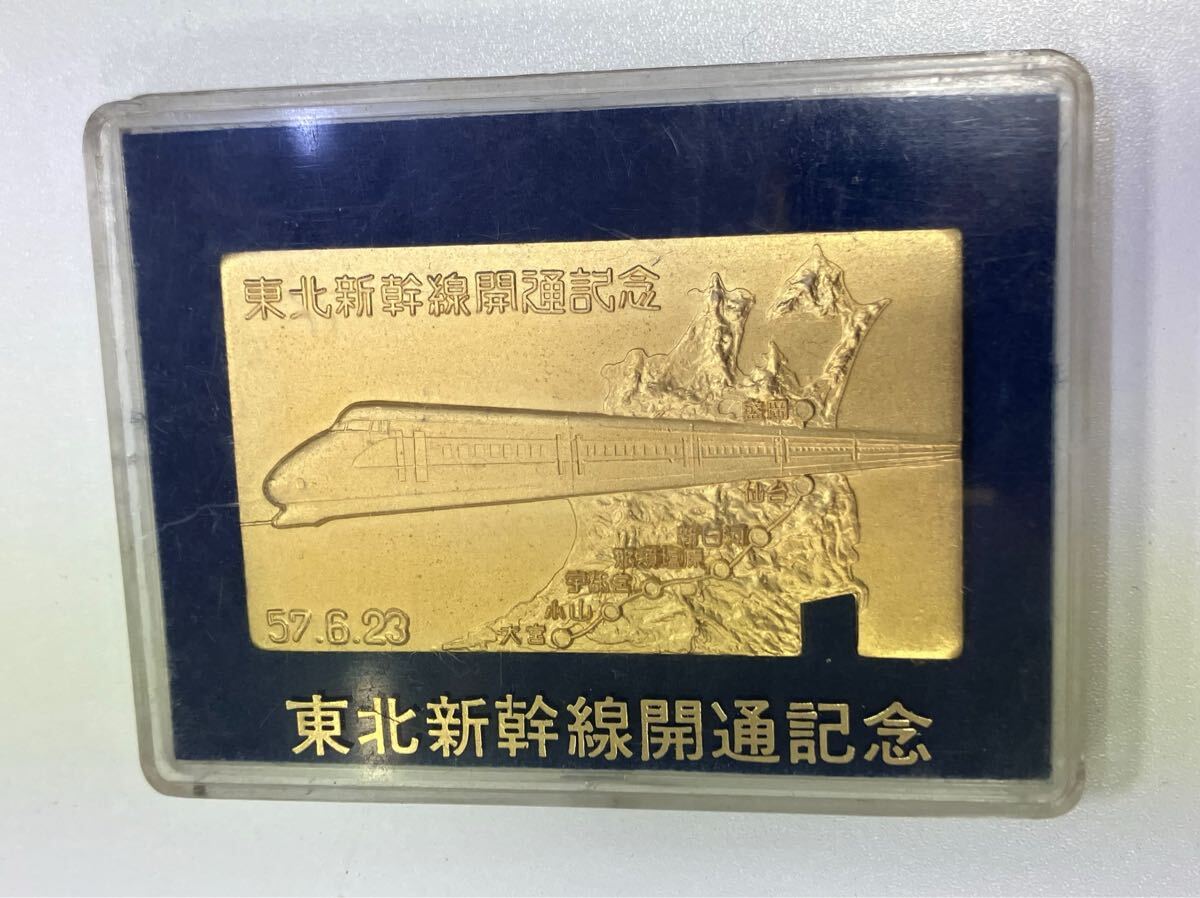 東北新幹線開通記念
盛岡
仙台
新白河
那須塩原
宇都宮
小山
大宮
57.6.23
東北新幹線開通記念